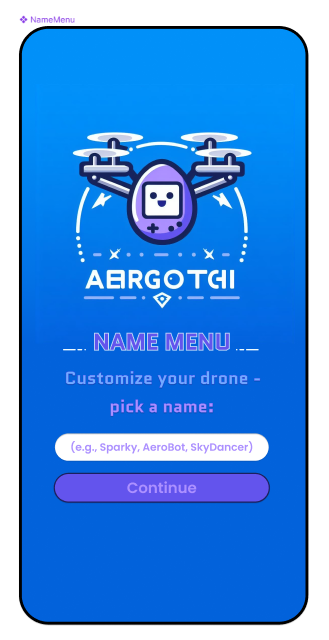 NameMenu
AERGOTCHI
NAME MENU
Customize your drone -
pick a name:
(e.g., Sparky, AeroBot, SkyDancer)
Continue